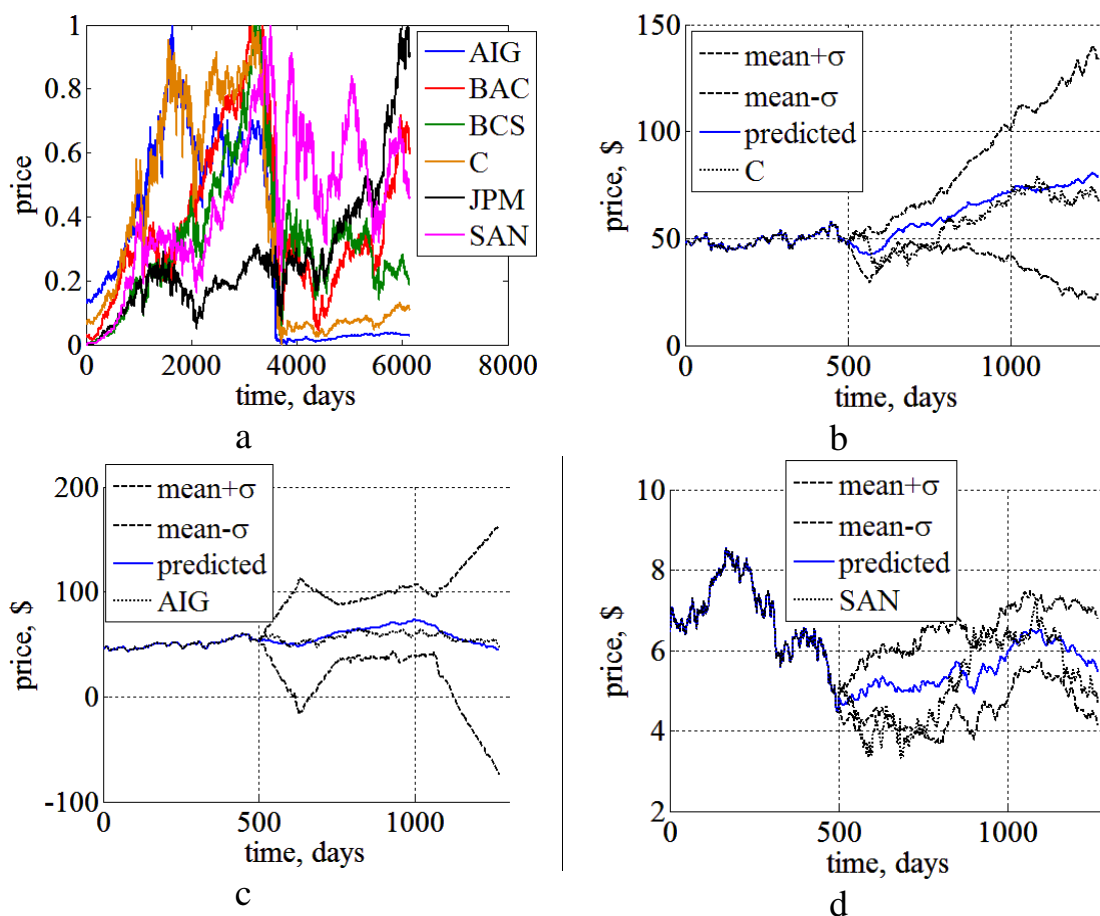 price
1
0.8
0.6
0.4
0.2
0
0 2000 4000 6000 8000
time, days
AIG
BAC
BCS
C
JPM
SAN
a
price, $
150
100
50
0
0 500 1000
time, days
mean+σ
mean-σ
predicted
C
b
price, $
200
100
0
-100
0 500 1000
time, days
mean+σ
mean-σ
predicted
AIG
c
price, $
10
8
6
4
2
0 500 1000
time, days
mean+σ
mean-σ
predicted
SAN
d